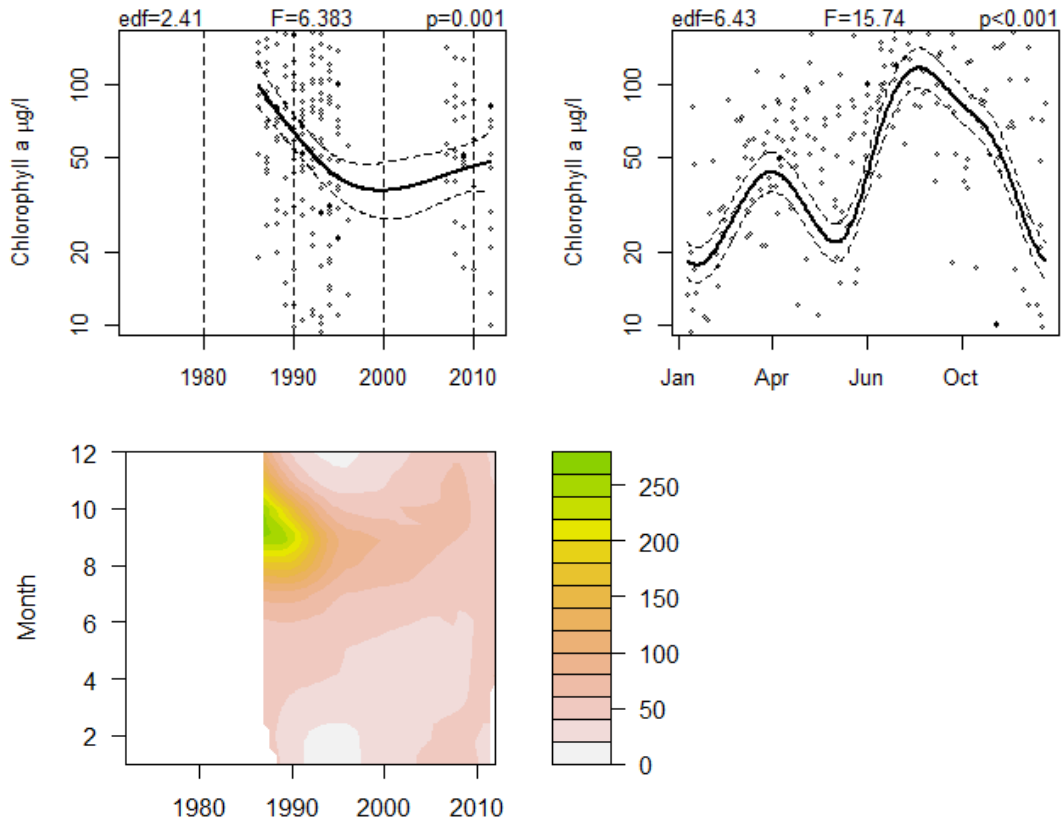 edf=2.41 F=6.383 p=0.001
Chlorophyll a µg/l
100
50
20
10
1980 1990 2000 2010
edf=6.43 F=15.74 p<0.001
Chlorophyll a µg/l
100
50
20
10
Jan Apr Jun Oct
Month
12
10
8
6
4
2
1980 1990 2000 2010
250
200
150
100
50
0